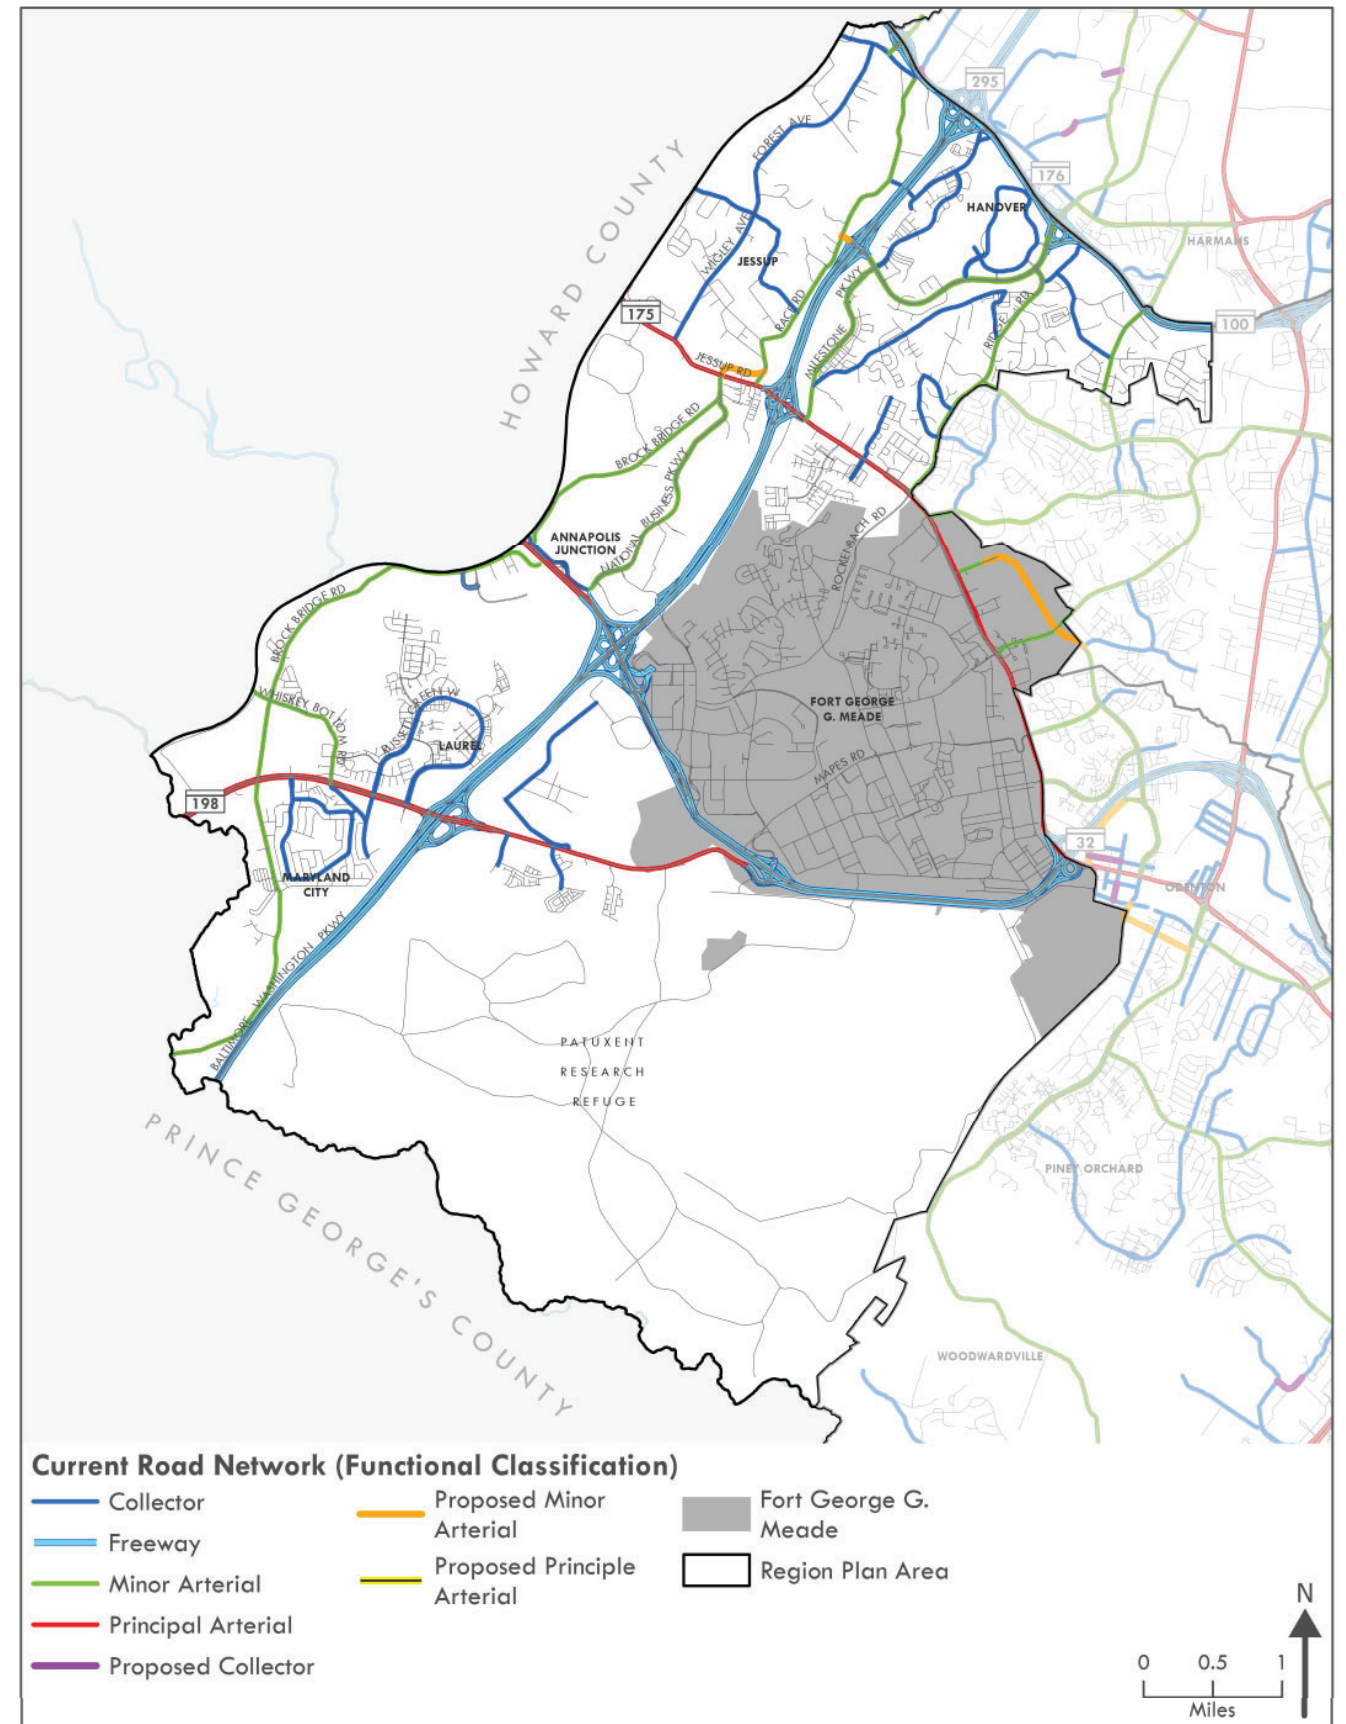 295
FOREST AVE
HOWARD COUNTY
176
HANOVER
HARMANS
WIGLEY AVE
JESSUP
PKWY
RACE RD
RIDGE RD
175
100
MILESTONE
JESSUP RD
BROCK BRIDGE RD
NATIONAL BUSINESS PKWY
ROCKENBACH RD
ANNAPOLIS
JUNCTION
BROCK BRIDGE RD
WHISKEY BOTTOM RD
RUSSETT GREEN W
LAUREL
FORT GEORGE
G. MEADE
MAPES RD
198
32
MARYLAND
CITY
ODENTON
BALTIMORE WASHINGTON PKWY
PATUXENT
RESEARCH
REFUGE
PRINCE GEORGE'S COUNTY
PINEY ORCHARD
WOODWARDVILLE
Current Road Network (Functional Classification)
Collector
Freeway
Minor Arterial
Principal Arterial
Proposed Collector
Proposed Minor
Arterial
Proposed Principle
Arterial
Fort George G.
Meade
Region Plan Area
N
0 0.5 1
Miles